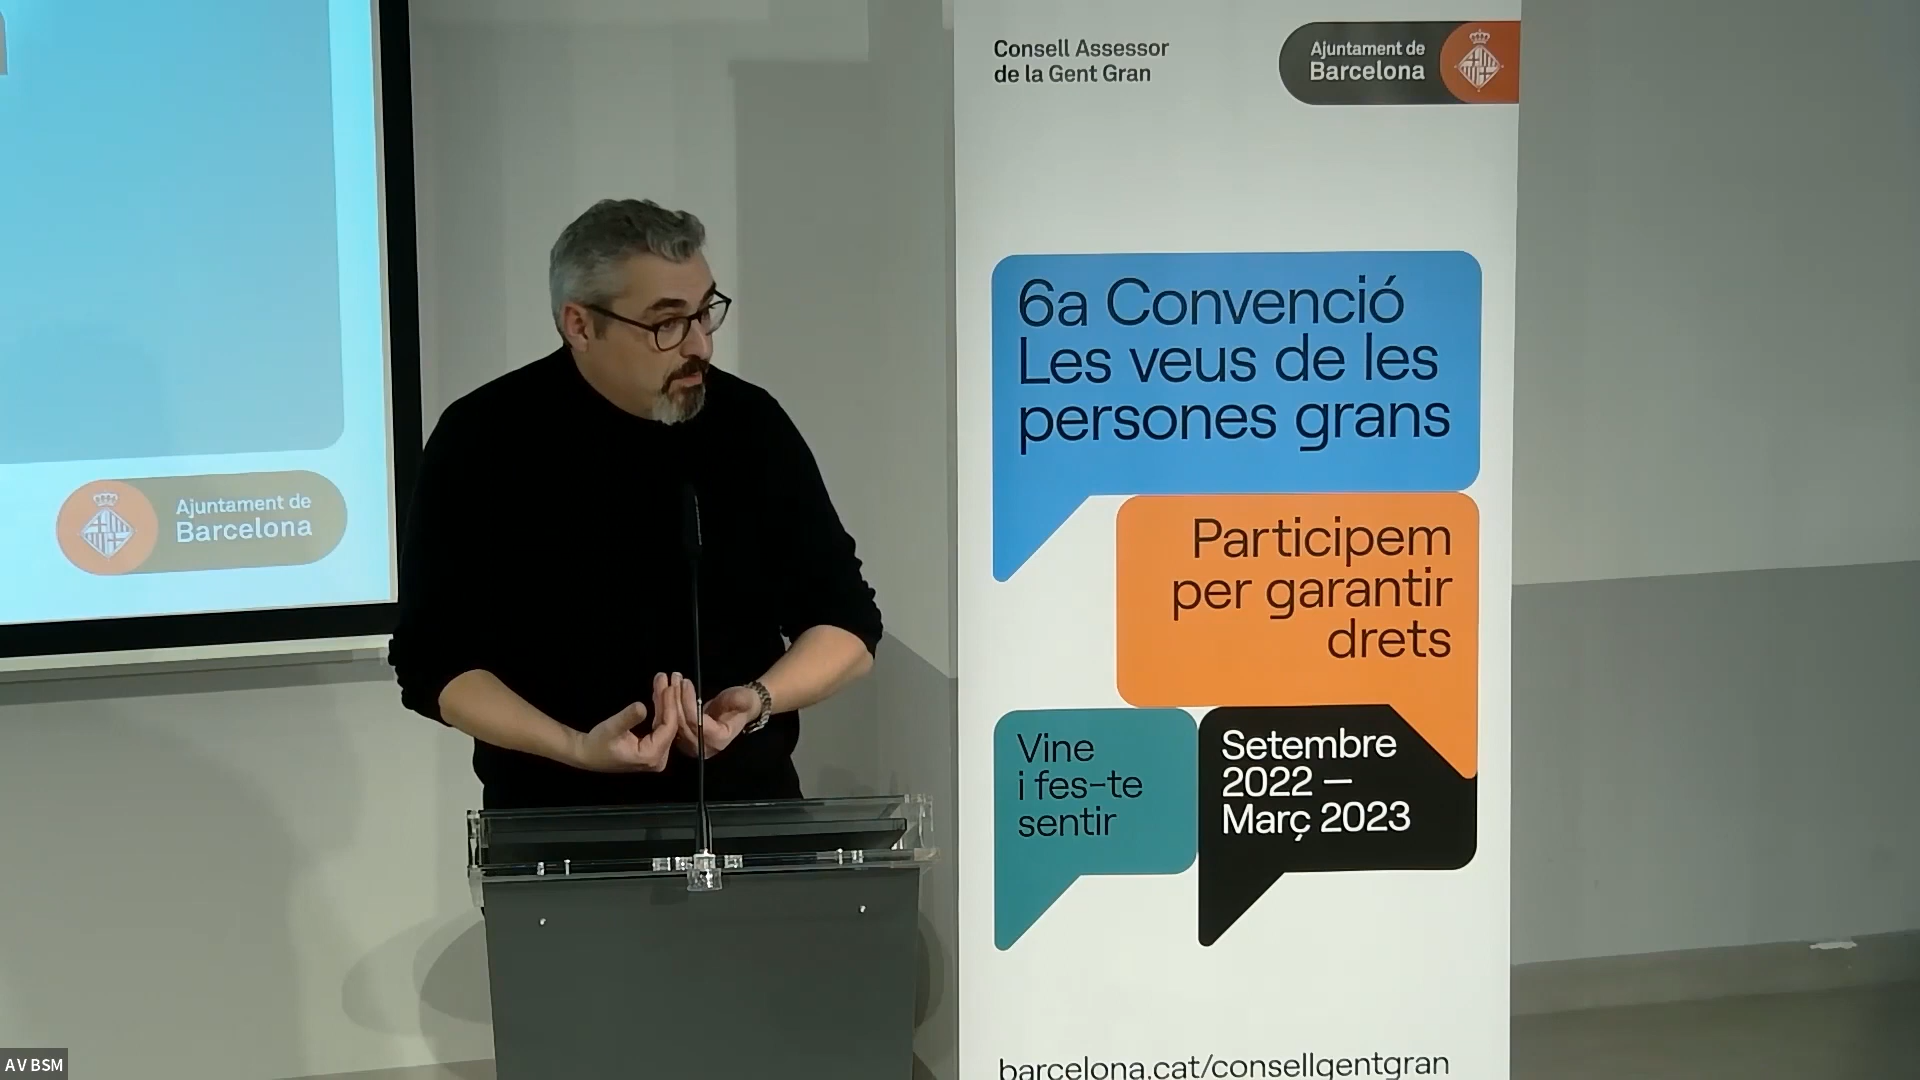 Consell Assessor
de la Gent Gran
Ajuntament de
Barcelona
6a Convenció
Les veus de les
persones grans
Participem
per garantir
drets
Vine
i fes-te
sentir
Setembre
2022 —
Març 2023
barcelona.cat/consellgentgran
Ajuntament de
Barcelona
AV BSM